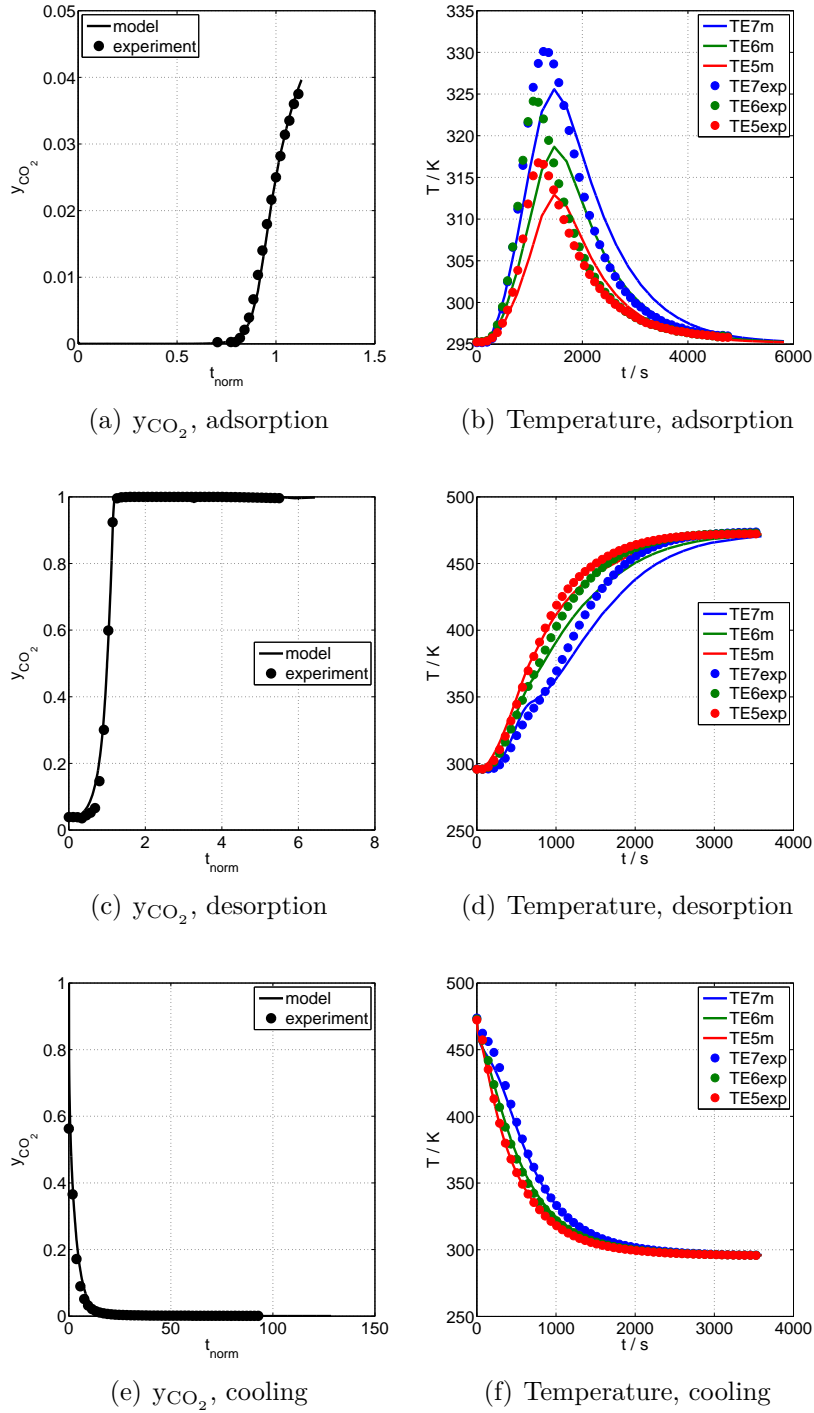 0.05
0.04
0.03
0.02
0.01
0
y_CO2
model
experiment
0 0.5 1 1.5
t_norm
(a) y_CO2, adsorption
335
330
325
320
315
310
305
300
295
T / K
TE7m
TE6m
TE5m
TE7exp
TE6exp
TE5exp
0 2000 4000 6000
t / s
(b) Temperature, adsorption
1
0.8
0.6
0.4
0.2
0
y_CO2
model
experiment
0 2 4 6 8
t_norm
(c) y_CO2, desorption
500
450
400
350
300
250
T / K
TE7m
TE6m
TE5m
TE7exp
TE6exp
TE5exp
0 1000 2000 3000 4000
t / s
(d) Temperature, desorption
1
0.8
0.6
0.4
0.2
0
y_CO2
model
experiment
0 50 100 150
t_norm
(e) y_CO2, cooling
500
450
400
350
300
250
T / K
TE7m
TE6m
TE5m
TE7exp
TE6exp
TE5exp
0 1000 2000 3000 4000
t / s
(f) Temperature, cooling